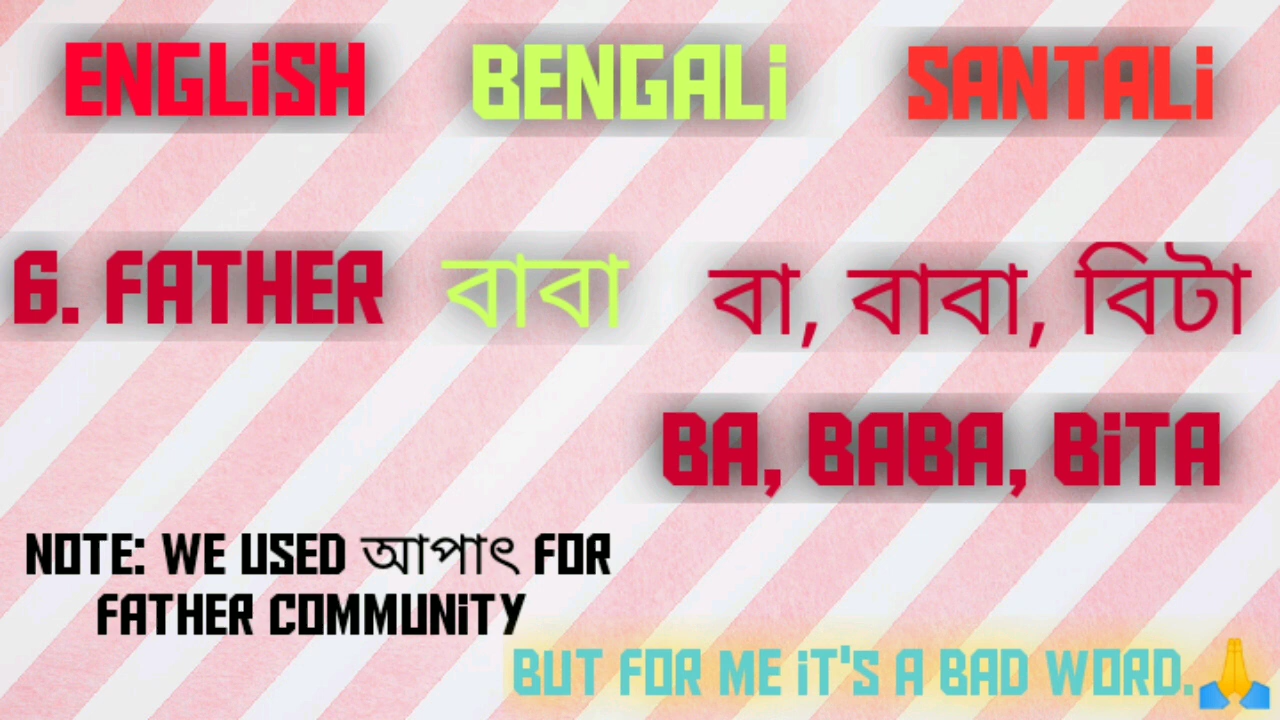 ENGLiSH BENGALi SANTALi
6. FATHER বাবা বা, বাবা, বিটা
BA, BABA, BiTA
NOTE: WE USED আপাৎ FOR
FATHER COMMUNiTY
BUT FOR ME iT'S A BAD WORD.🙏